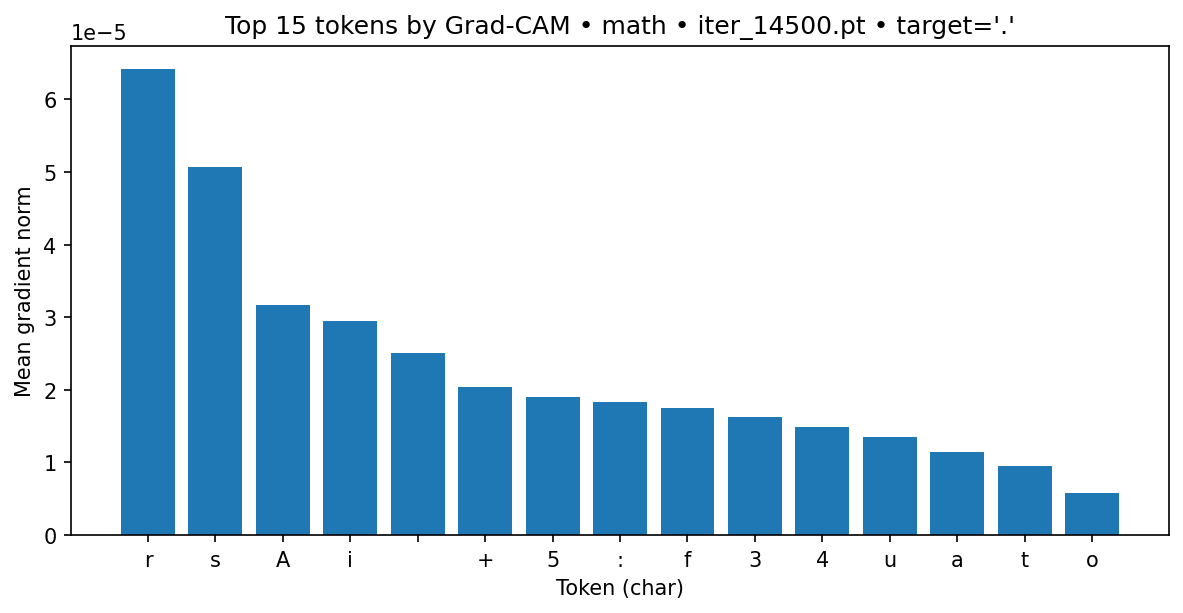 Top 15 tokens by Grad-CAM • math • iter_14500.pt • target='.'
1e−5
6
5
4
3
2
1
0
Mean gradient norm
r s A i + 5 : f 3 4 u a t o
Token (char)